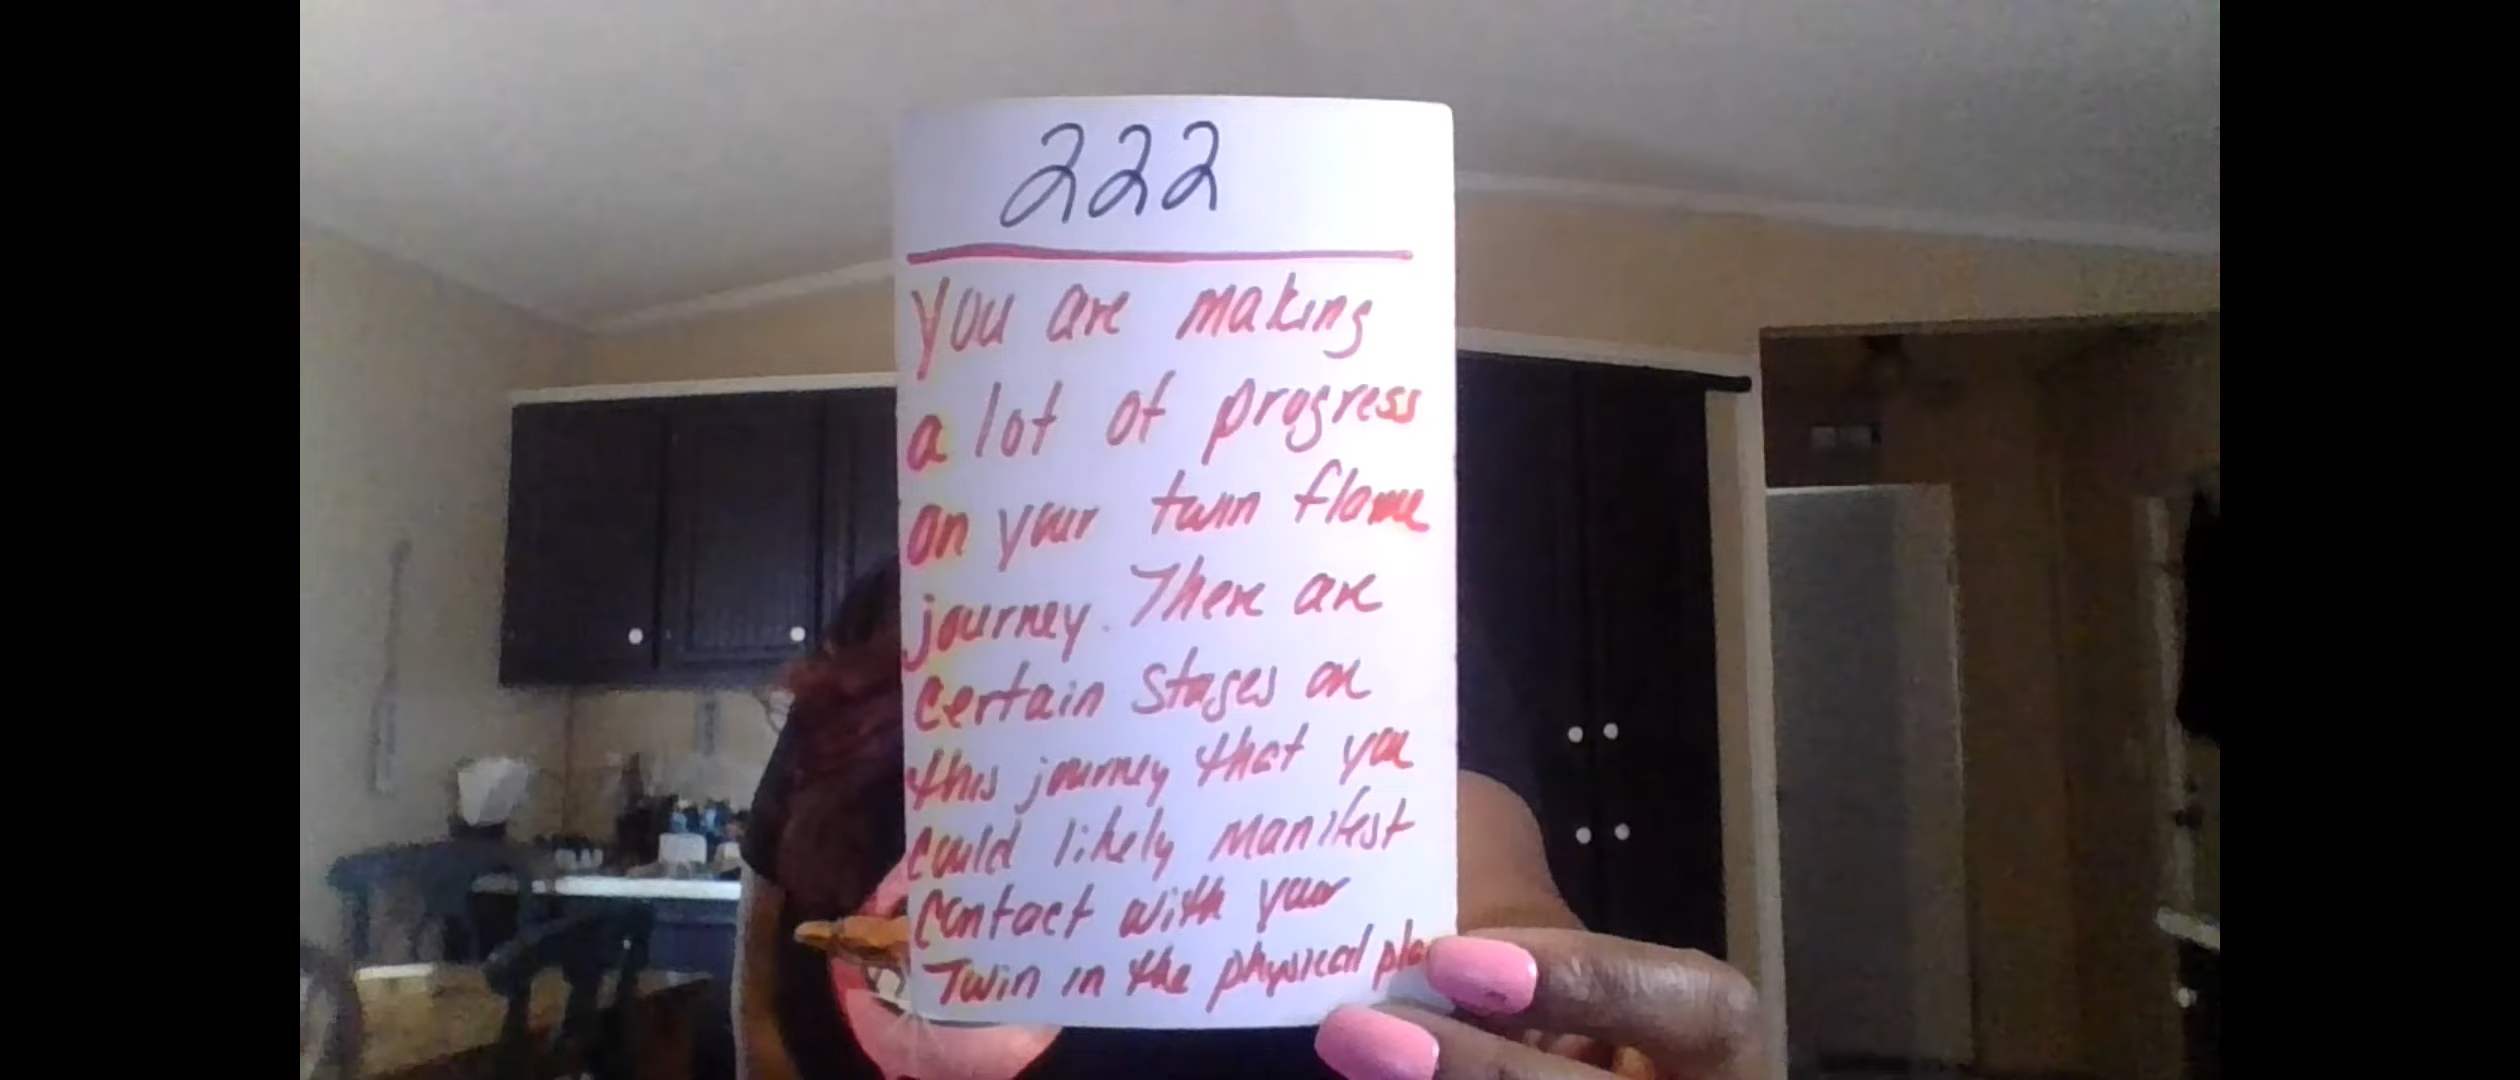 222
You are making
a lot of progress
on your twin flame
journey. There are
certain stages on
this journey that you
could likely manifest
contact with your
Twin in the physical pla